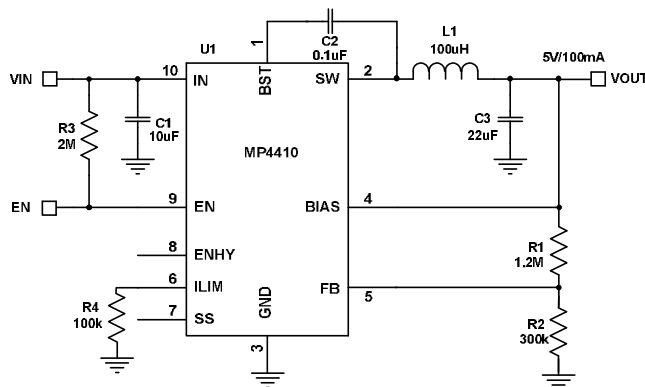 U1
1
C2
0.1uF
L1
100uH
5V/100mA
VIN
10
IN
BST
SW
2
VOUT
R3
2M
C1
10uF
C3
22uF
MP4410
EN
9
EN
BIAS
4
8
ENHY
R1
1.2M
6
ILIM
FB
5
R4
100k
7
SS
GND
3
R2
300k